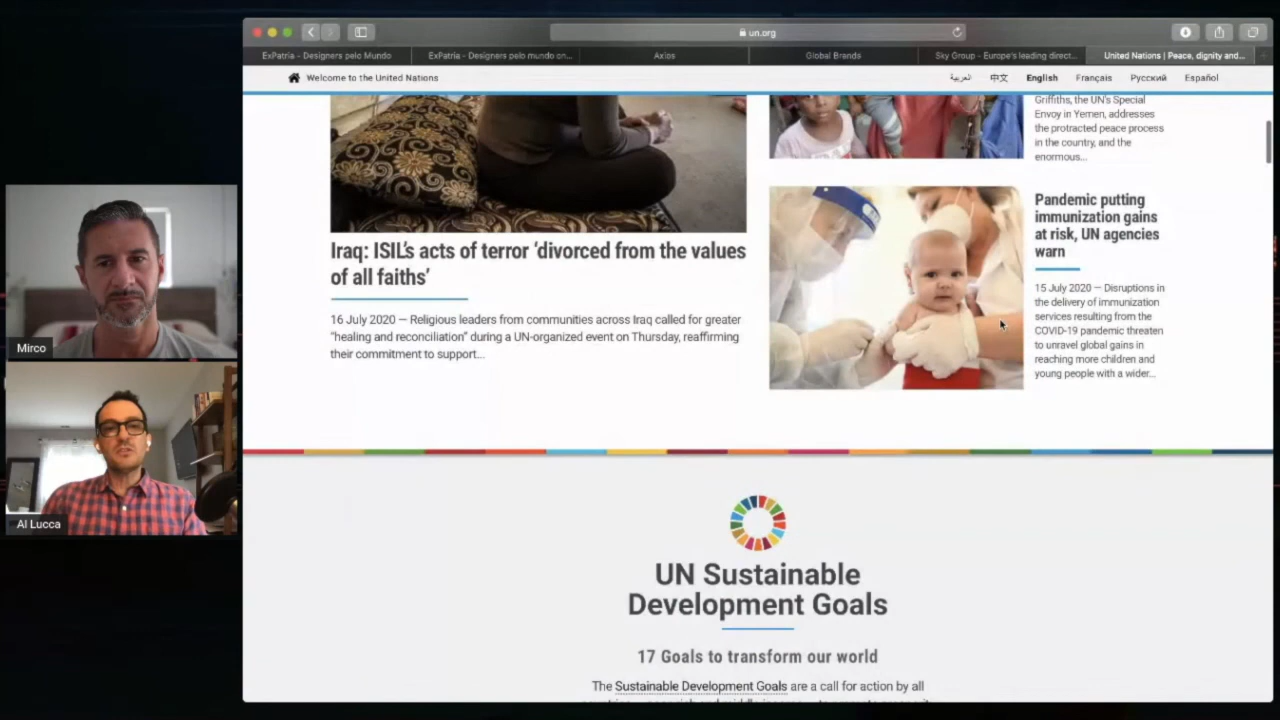 un.org
ExPatria - Designers pelo Mundo
ExPatria - Designers pelo mundo on...
Axios
Global Brands
Sky Group - Europe's leading direct...
United Nations | Peace, dignity and...
Welcome to the United Nations
العربية
中文
English
Français
Русский
Español
Griffiths, the UN's Special
Envoy in Yemen, addresses
the protracted peace process
in the country, and the
enormous...
Iraq: ISIL's acts of terror 'divorced from the values
of all faiths'
16 July 2020 — Religious leaders from communities across Iraq called for greater
"healing and reconciliation" during a UN-organized event on Thursday, reaffirming
their commitment to support...
Pandemic putting
immunization gains
at risk, UN agencies
warn
15 July 2020 — Disruptions in
the delivery of immunization
services resulting from the
COVID-19 pandemic threaten
to unravel global gains in
reaching more children and
young people with a wider...
Mirco
Al Lucca
UN Sustainable
Development Goals
17 Goals to transform our world
The Sustainable Development Goals are a call for action by all